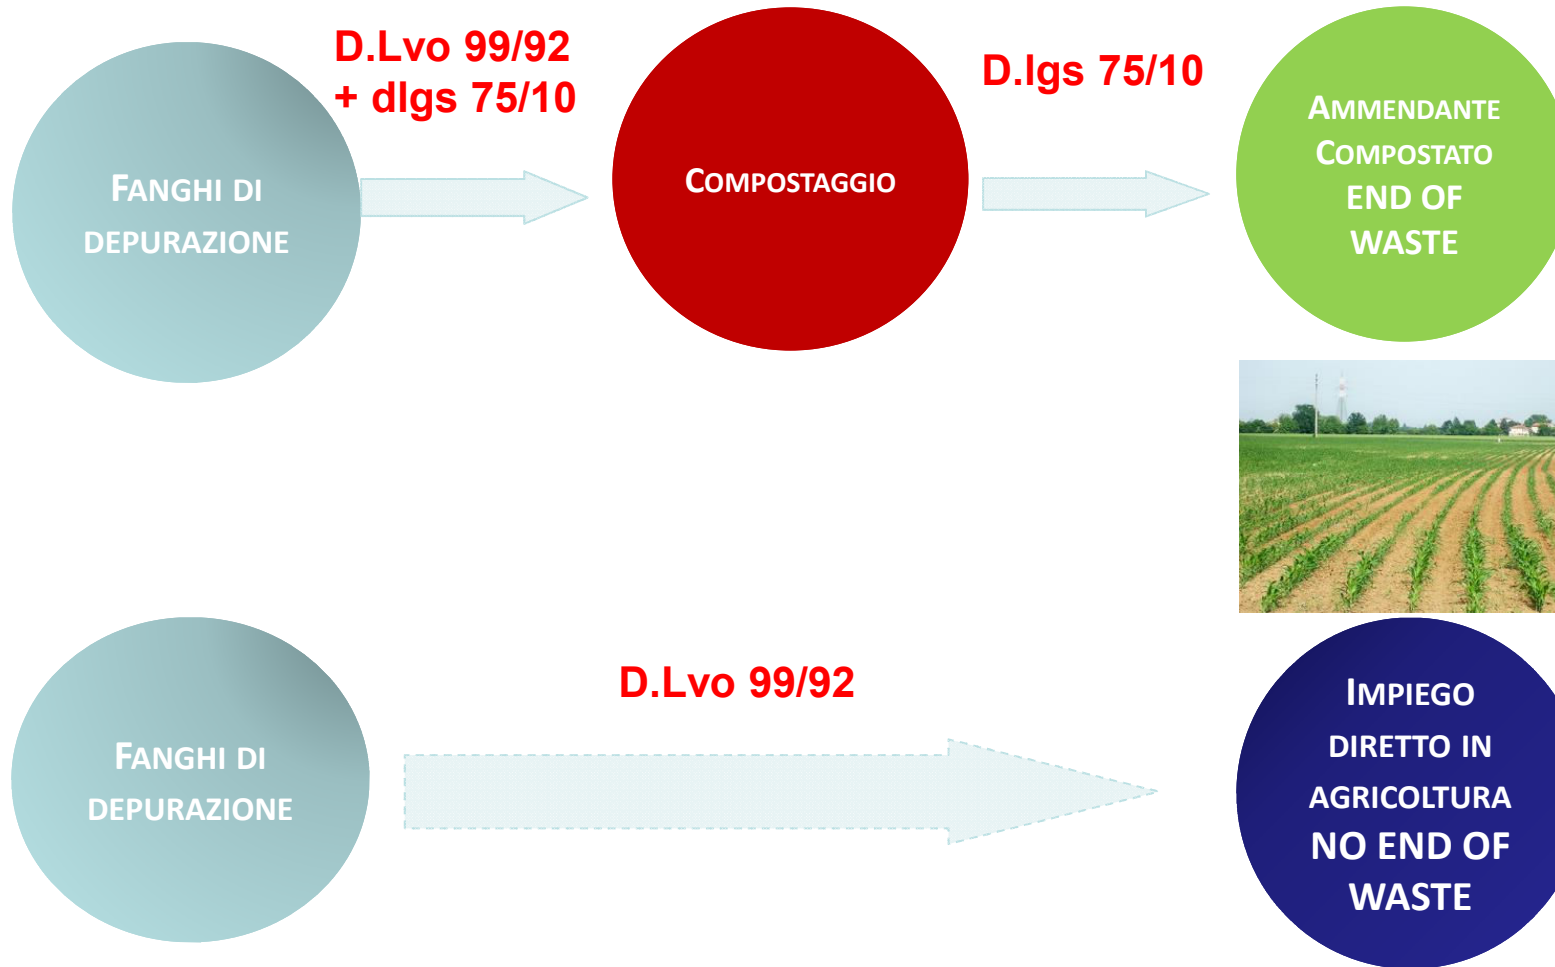 D.Lvo 99/92
+ dlgs 75/10
D.lgs 75/10
FANGHI DI
DEPURAZIONE
COMPOSTAGGIO
AMMENDANTE
COMPOSTATO
END OF
WASTE
D.Lvo 99/92
FANGHI DI
DEPURAZIONE
IMPIEGO
DIRETTO IN
AGRICOLTURA
NO END OF
WASTE